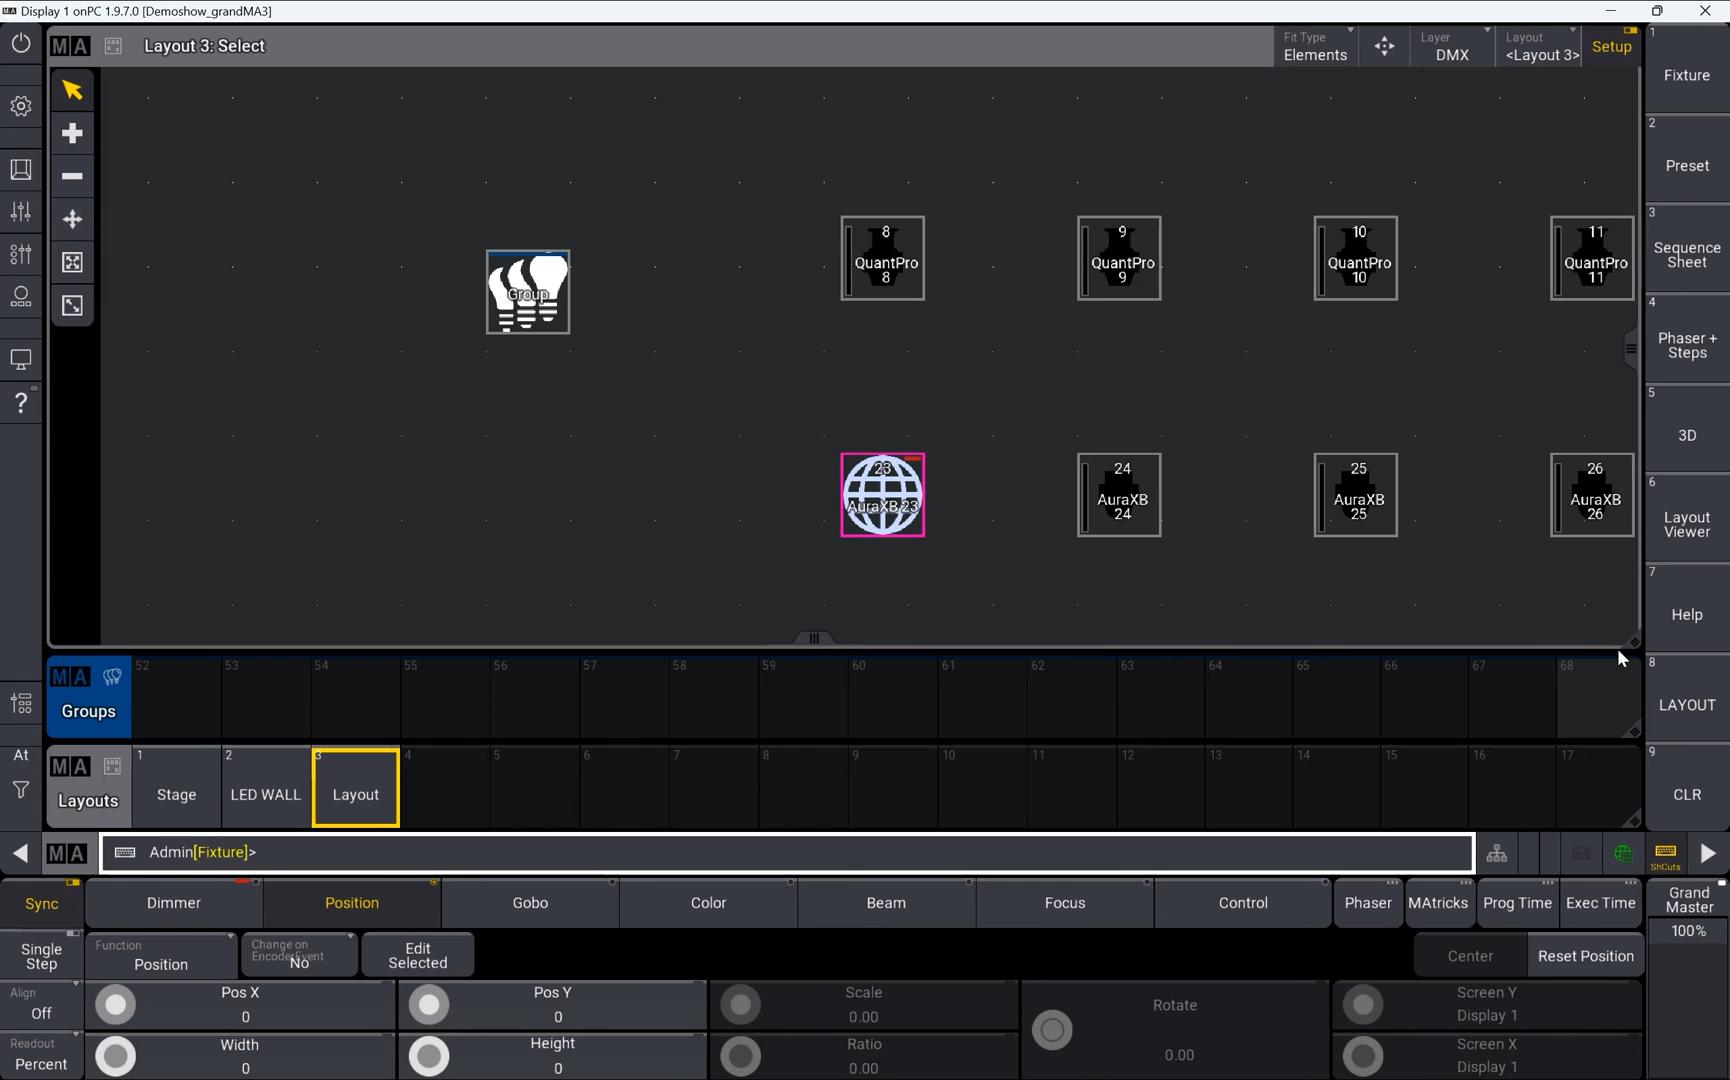 Display 1 onPC 1.9.7.0 [Demoshow_grandMA3]
MA Layout 3: Select
Fit Type
Elements
Layer
DMX
Layout
<Layout 3>
Setup
1
Fixture
2
Preset
3
Sequence
Sheet
4
Phaser +
Steps
5
3D
6
Layout
Viewer
7
Help
8
LAYOUT
9
CLR
Group
8
QuantPro
8
9
QuantPro
9
10
QuantPro
10
11
QuantPro
11
23
AuraXB 23
24
AuraXB
24
25
AuraXB
25
26
AuraXB
26
?
MA
Groups
52 53 54 55 56 57 58 59 60 61 62 63 64 65 66 67 68
At
MA
Layouts
1
Stage
2
LED WALL
3
Layout
4 5 6 7 8 9 10 11 12 13 14 15 16 17
MA
Admin[Fixture]>
ShCuts
Sync
Dimmer
Position
Gobo
Color
Beam
Focus
Control
Phaser
MAtricks
Prog Time
Exec Time
Grand
Master
100%
Single
Step
Function
Position
Change on
EncoderEvent
No
Edit
Selected
Center
Reset Position
Align
Off
Pos X
0
Pos Y
0
Scale
0.00
Rotate
0.00
Screen Y
Display 1
Readout
Percent
Width
0
Height
0
Ratio
0.00
Screen X
Display 1